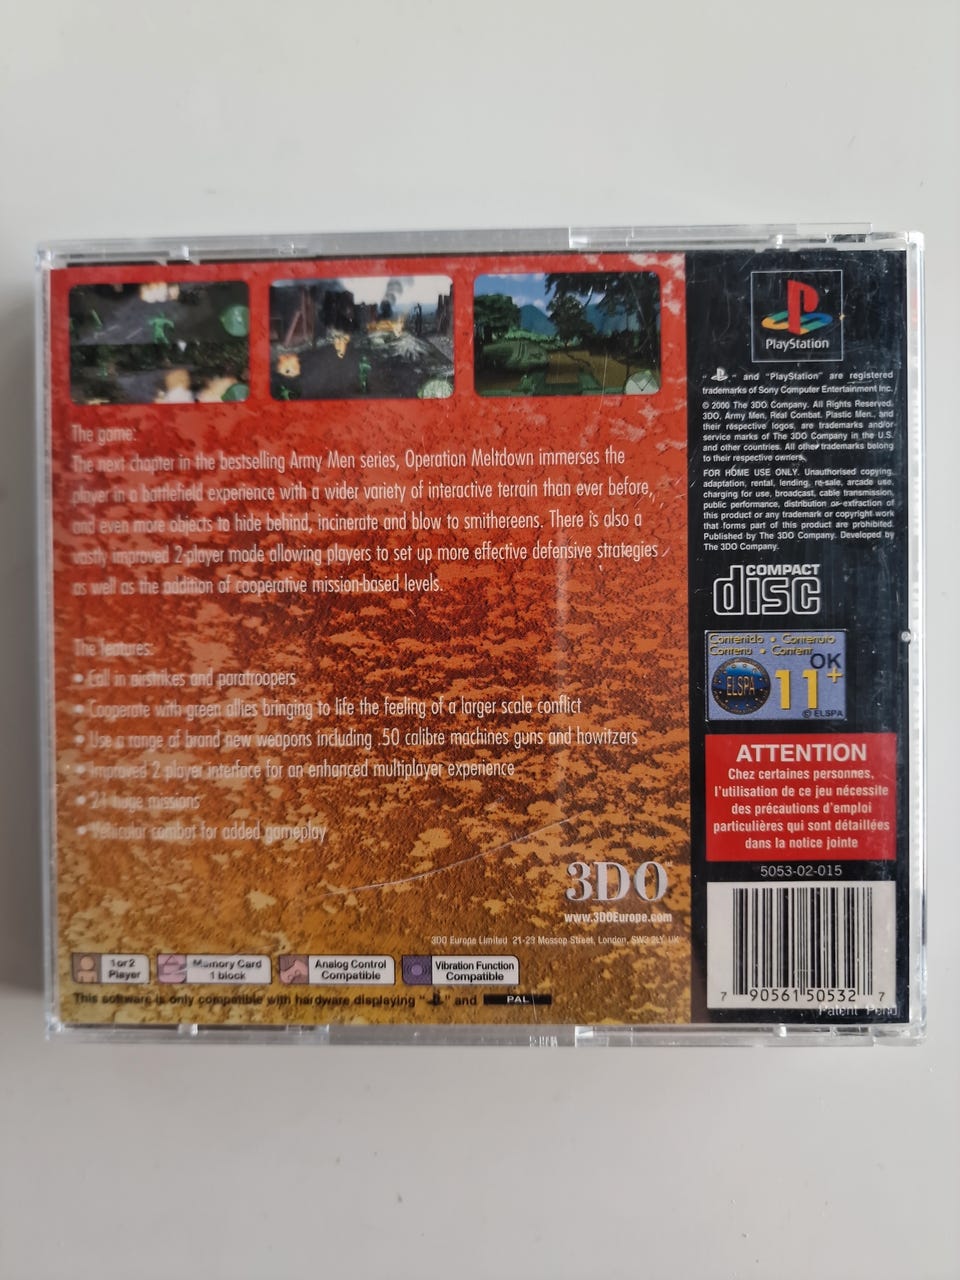 The game:
The next chapter in the bestselling Army Men series, Operation Meltdown immerses the
player in a battlefield experience with a wider variety of interactive terrain than ever before,
and even more objects to hide behind, incinerate and blow to smithereens. There is also a
vastly improved 2-player mode allowing players to set up more effective defensive strategies
as well as the addition of cooperative mission-based levels.
The features:
• Call in airstrikes and paratroopers
• Cooperate with green allies bringing to life the feeling of a larger scale conflict
• Use a range of brand new weapons including .50 calibre machines guns and howitzers
• Improved 2 player interface for an enhanced multiplayer experience
• 21 huge missions
• Vehicular combat for added gameplay
3DO
www.3DOEurope.com
3DO Europe Limited 21-23 Mossop Street, London, SW3 2LY UK
1 or 2
Player
Memory Card
1 block
Analog Control
Compatible
Vibration Function
Compatible
This software is only compatible with hardware displaying " " and PAL
PlayStation
" " and "PlayStation" are registered
trademarks of Sony Computer Entertainment Inc.
© 2000 The 3DO Company. All Rights Reserved.
3DO, Army Men, Real Combat. Plastic Men., and
their respective logos, are trademarks and/or
service marks of The 3DO Company in the U.S.
and other countries. All other trademarks belong
to their respective owners.
FOR HOME USE ONLY. Unauthorised copying,
adaptation, rental, lending, re-sale, arcade use,
charging for use, broadcast, cable transmission,
public performance, distribution or extraction of
this product or any trademark or copyright work
that forms part of this product are prohibited.
Published by The 3DO Company. Developed by
The 3DO Company.
COMPACT
disc
Contenido • Contenuto
Contenu • Content
OK
ELSPA
11+
© ELSPA
ATTENTION
Chez certaines personnes,
l'utilisation de ce jeu nécessite
des précautions d'emploi
particulières qui sont détaillées
dans la notice jointe
5053-02-015
7 90561 50532 7
Patent Pend